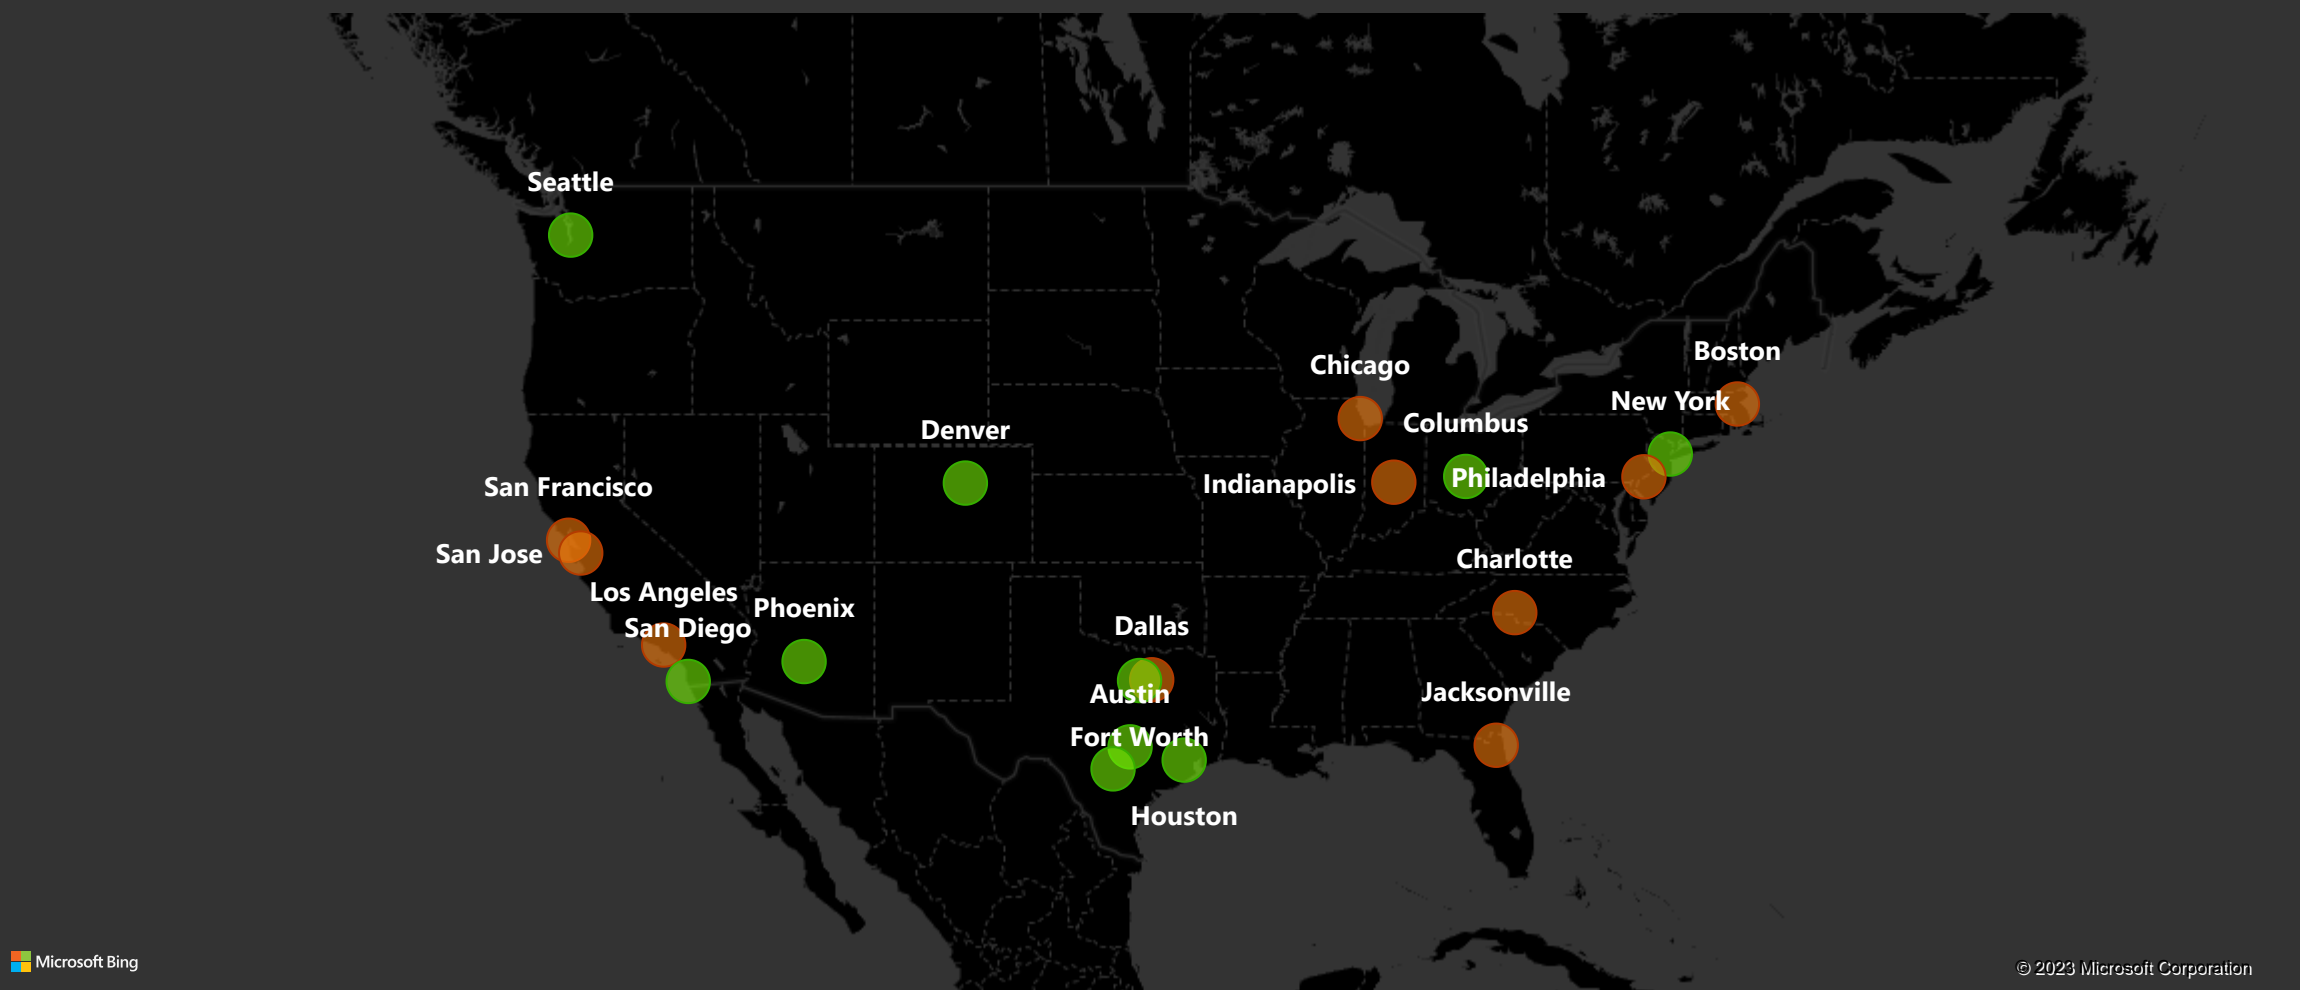 Seattle
Boston
Chicago
New York
Columbus
Denver
Philadelphia
Indianapolis
San Francisco
San Jose
Charlotte
Los Angeles
Phoenix
San Diego
Dallas
Austin
Jacksonville
Fort Worth
Houston
Microsoft Bing
© 2023 Microsoft Corporation